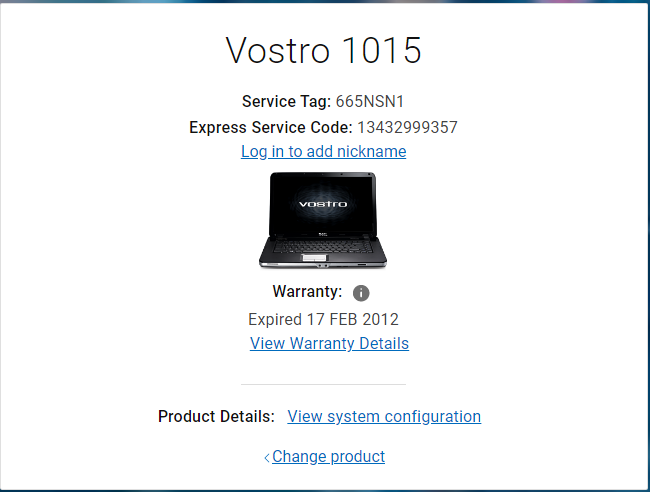 Vostro 1015
Service Tag: 665NSN1
Express Service Code: 13432999357
Log in to add nickname
vostro
Warranty:
Expired 17 FEB 2012
View Warranty Details
Product Details: View system configuration
Change product